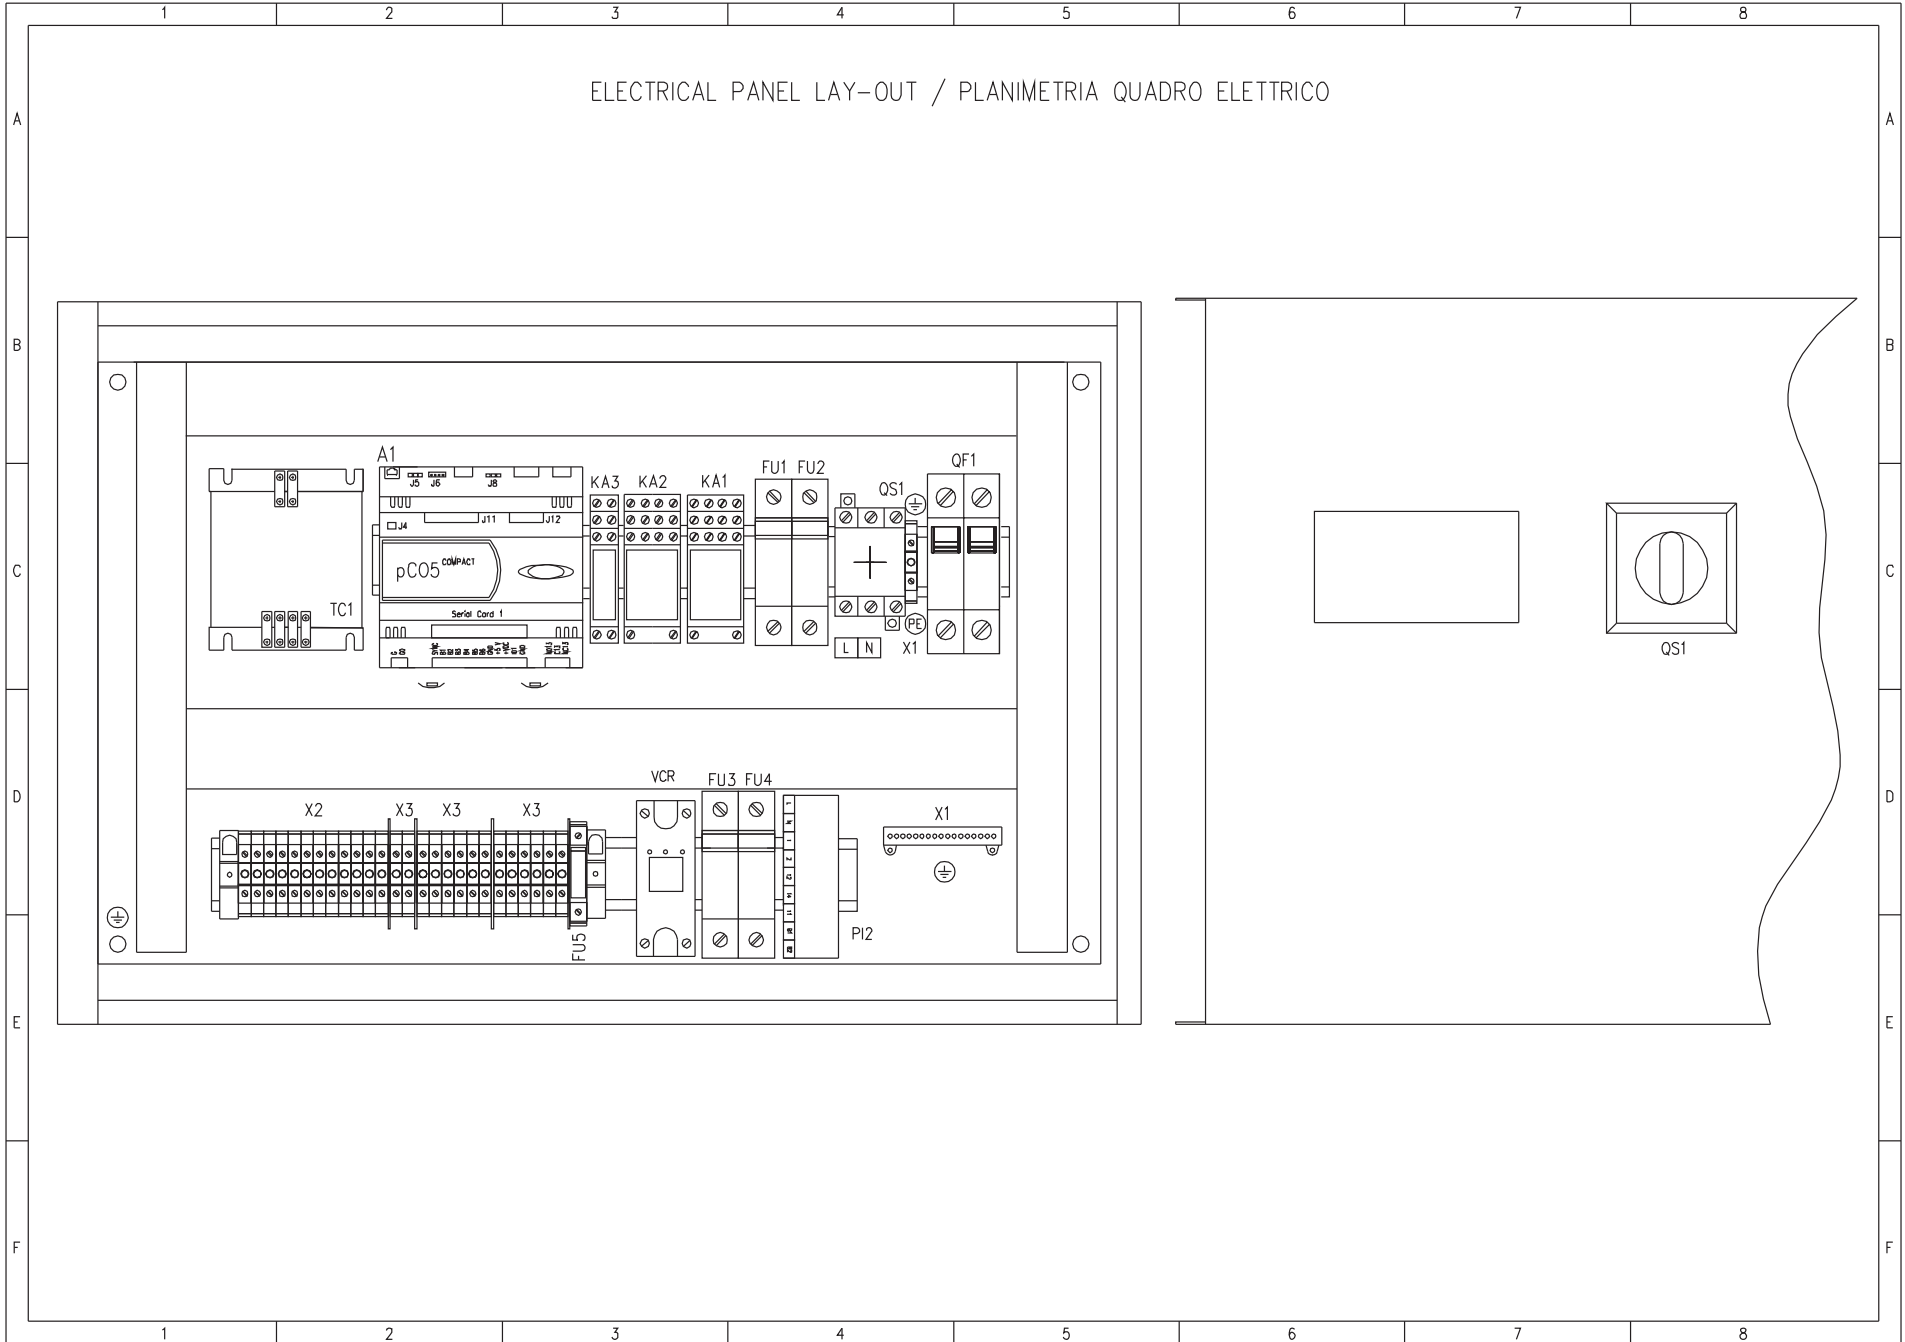 1 2 3 4 5 6 7 8
ELECTRICAL PANEL LAY-OUT / PLANIMETRIA QUADRO ELETTRICO
A A
B B
A1
FU1 FU2
QF1
KA3 KA2 KA1
QS1
J5 J6 J8
J4 J11 J12
C C
pCO5 COMPACT
TC1
Serial Card 1
PE
L N X1
QS1
VCR
FU3 FU4
D D
X2 X3 X3 X3
X1
FU5
PI2
E E
F F
1 2 3 4 5 6 7 8